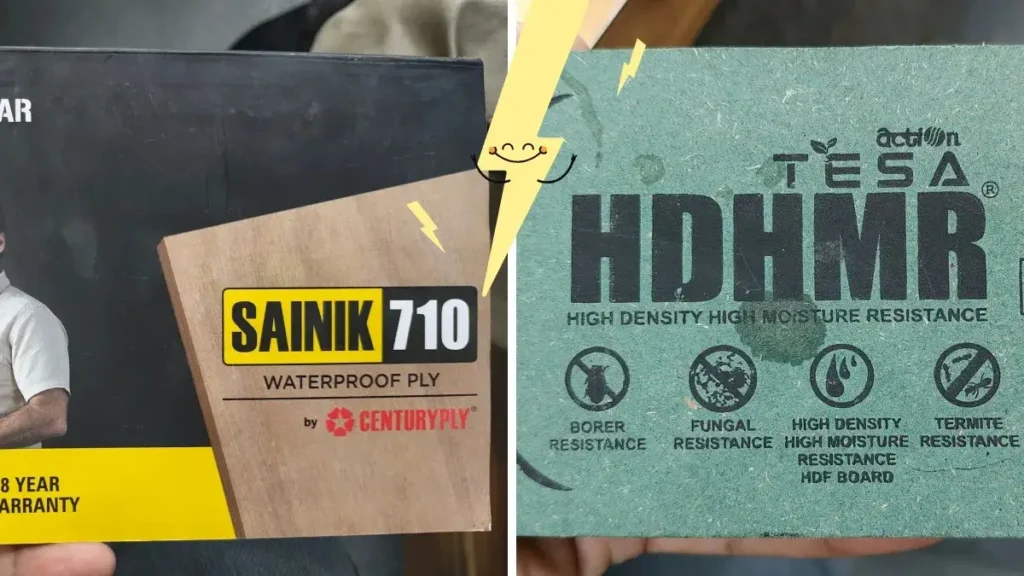 AR
SAINIK 710
WATERPROOF PLY
by CENTURYPLY®
8 YEAR
ARRANTY
action
TESA
HDHMR®
HIGH DENSITY HIGH MOISTURE RESISTANCE
BORER
RESISTANCE
FUNGAL
RESISTANCE
HIGH DENSITY
HIGH MOISTURE
RESISTANCE
HDF BOARD
TERMITE
RESISTANCE